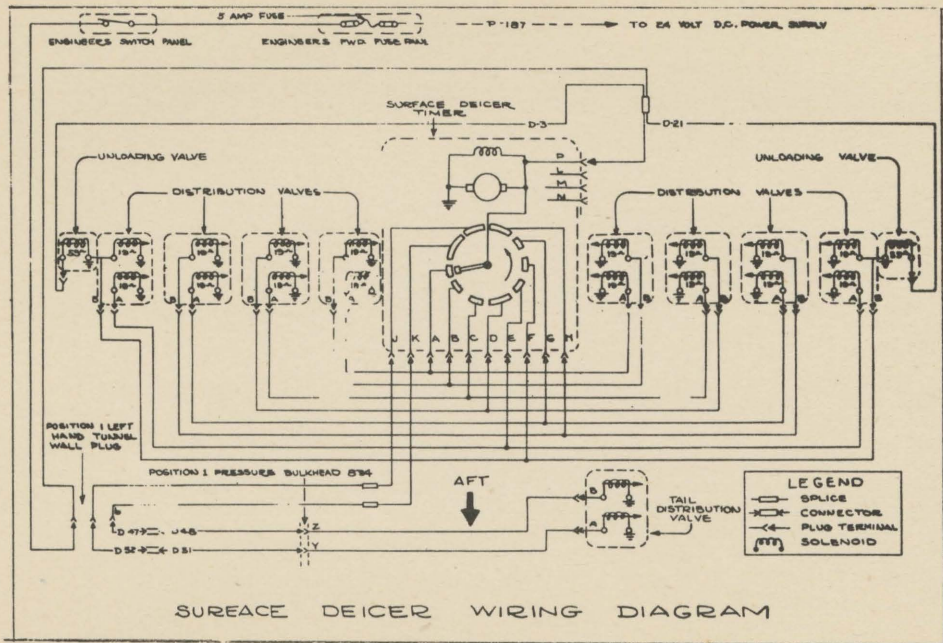 5 AMP FUSE
P-187
TO 24 VOLT D.C. POWER SUPPLY
ENGINEERS SWITCH PANEL
ENGINEERS FWD. FUSE PANL
SURFACE DEICER
TIMER
D-3
D-21
UNLOADING VALVE
UNLOADING VALVE
DISTRIBUTION VALVES
DISTRIBUTION VALVES
P
L
M
N
B A
B A
B A
B A
A B
A B
A B
A B
J K A B C D E F G H
POSITION 1 LEFT
HAND TUNNEL
WALL PLUG
POSITION 1 PRESSURE BULKHEAD 834
AFT
D 47
J 48
Z
D 52
D 51
Y
B
A
TAIL
DISTRIBUTION
VALVE
LEGEND
SPLICE
CONNECTOR
PLUG TERMINAL
SOLENOID
SUREACE DEICER WIRING DIAGRAM